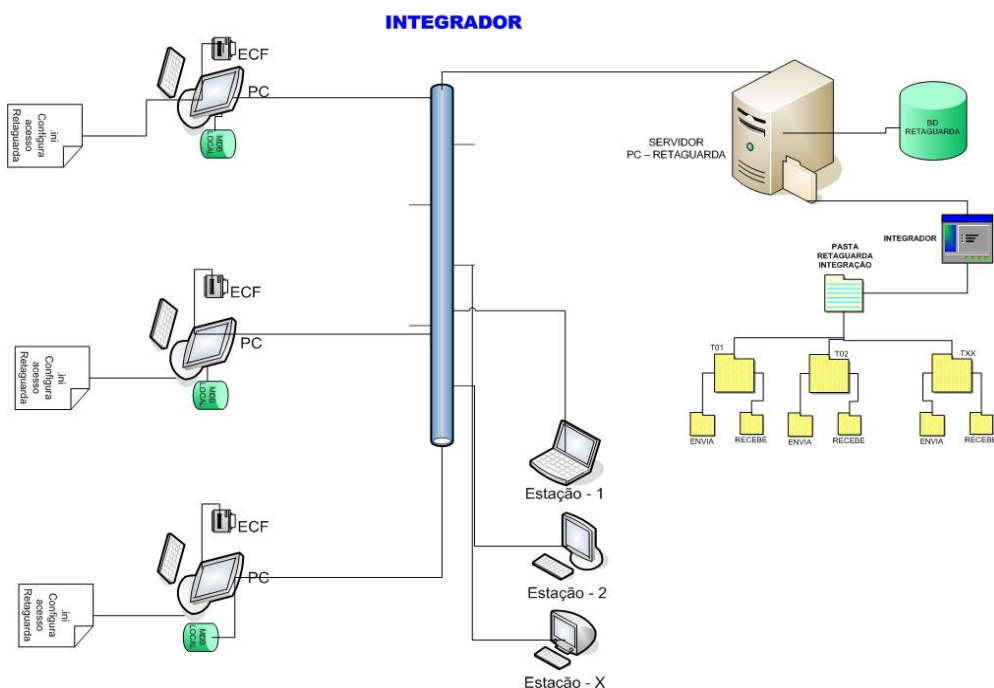 INTEGRADOR
ECF
PC
.ini
Configura
acesso
Retaguarda
MDB
LOCAL
SERVIDOR
PC – RETAGUARDA
BD
RETAGUARDA
INTEGRADOR
PASTA
RETAGUARDA
INTEGRAÇÃO
T01
T02
TXX
ENVIA
RECEBE
ENVIA
RECEBE
ENVIA
RECEBE
ECF
PC
.ini
Configura
acesso
Retaguarda
MDB
LOCAL
Estação - 1
ECF
PC
.ini
Configura
acesso
Retaguarda
MDB
LOCAL
Estação - 2
Estação - X